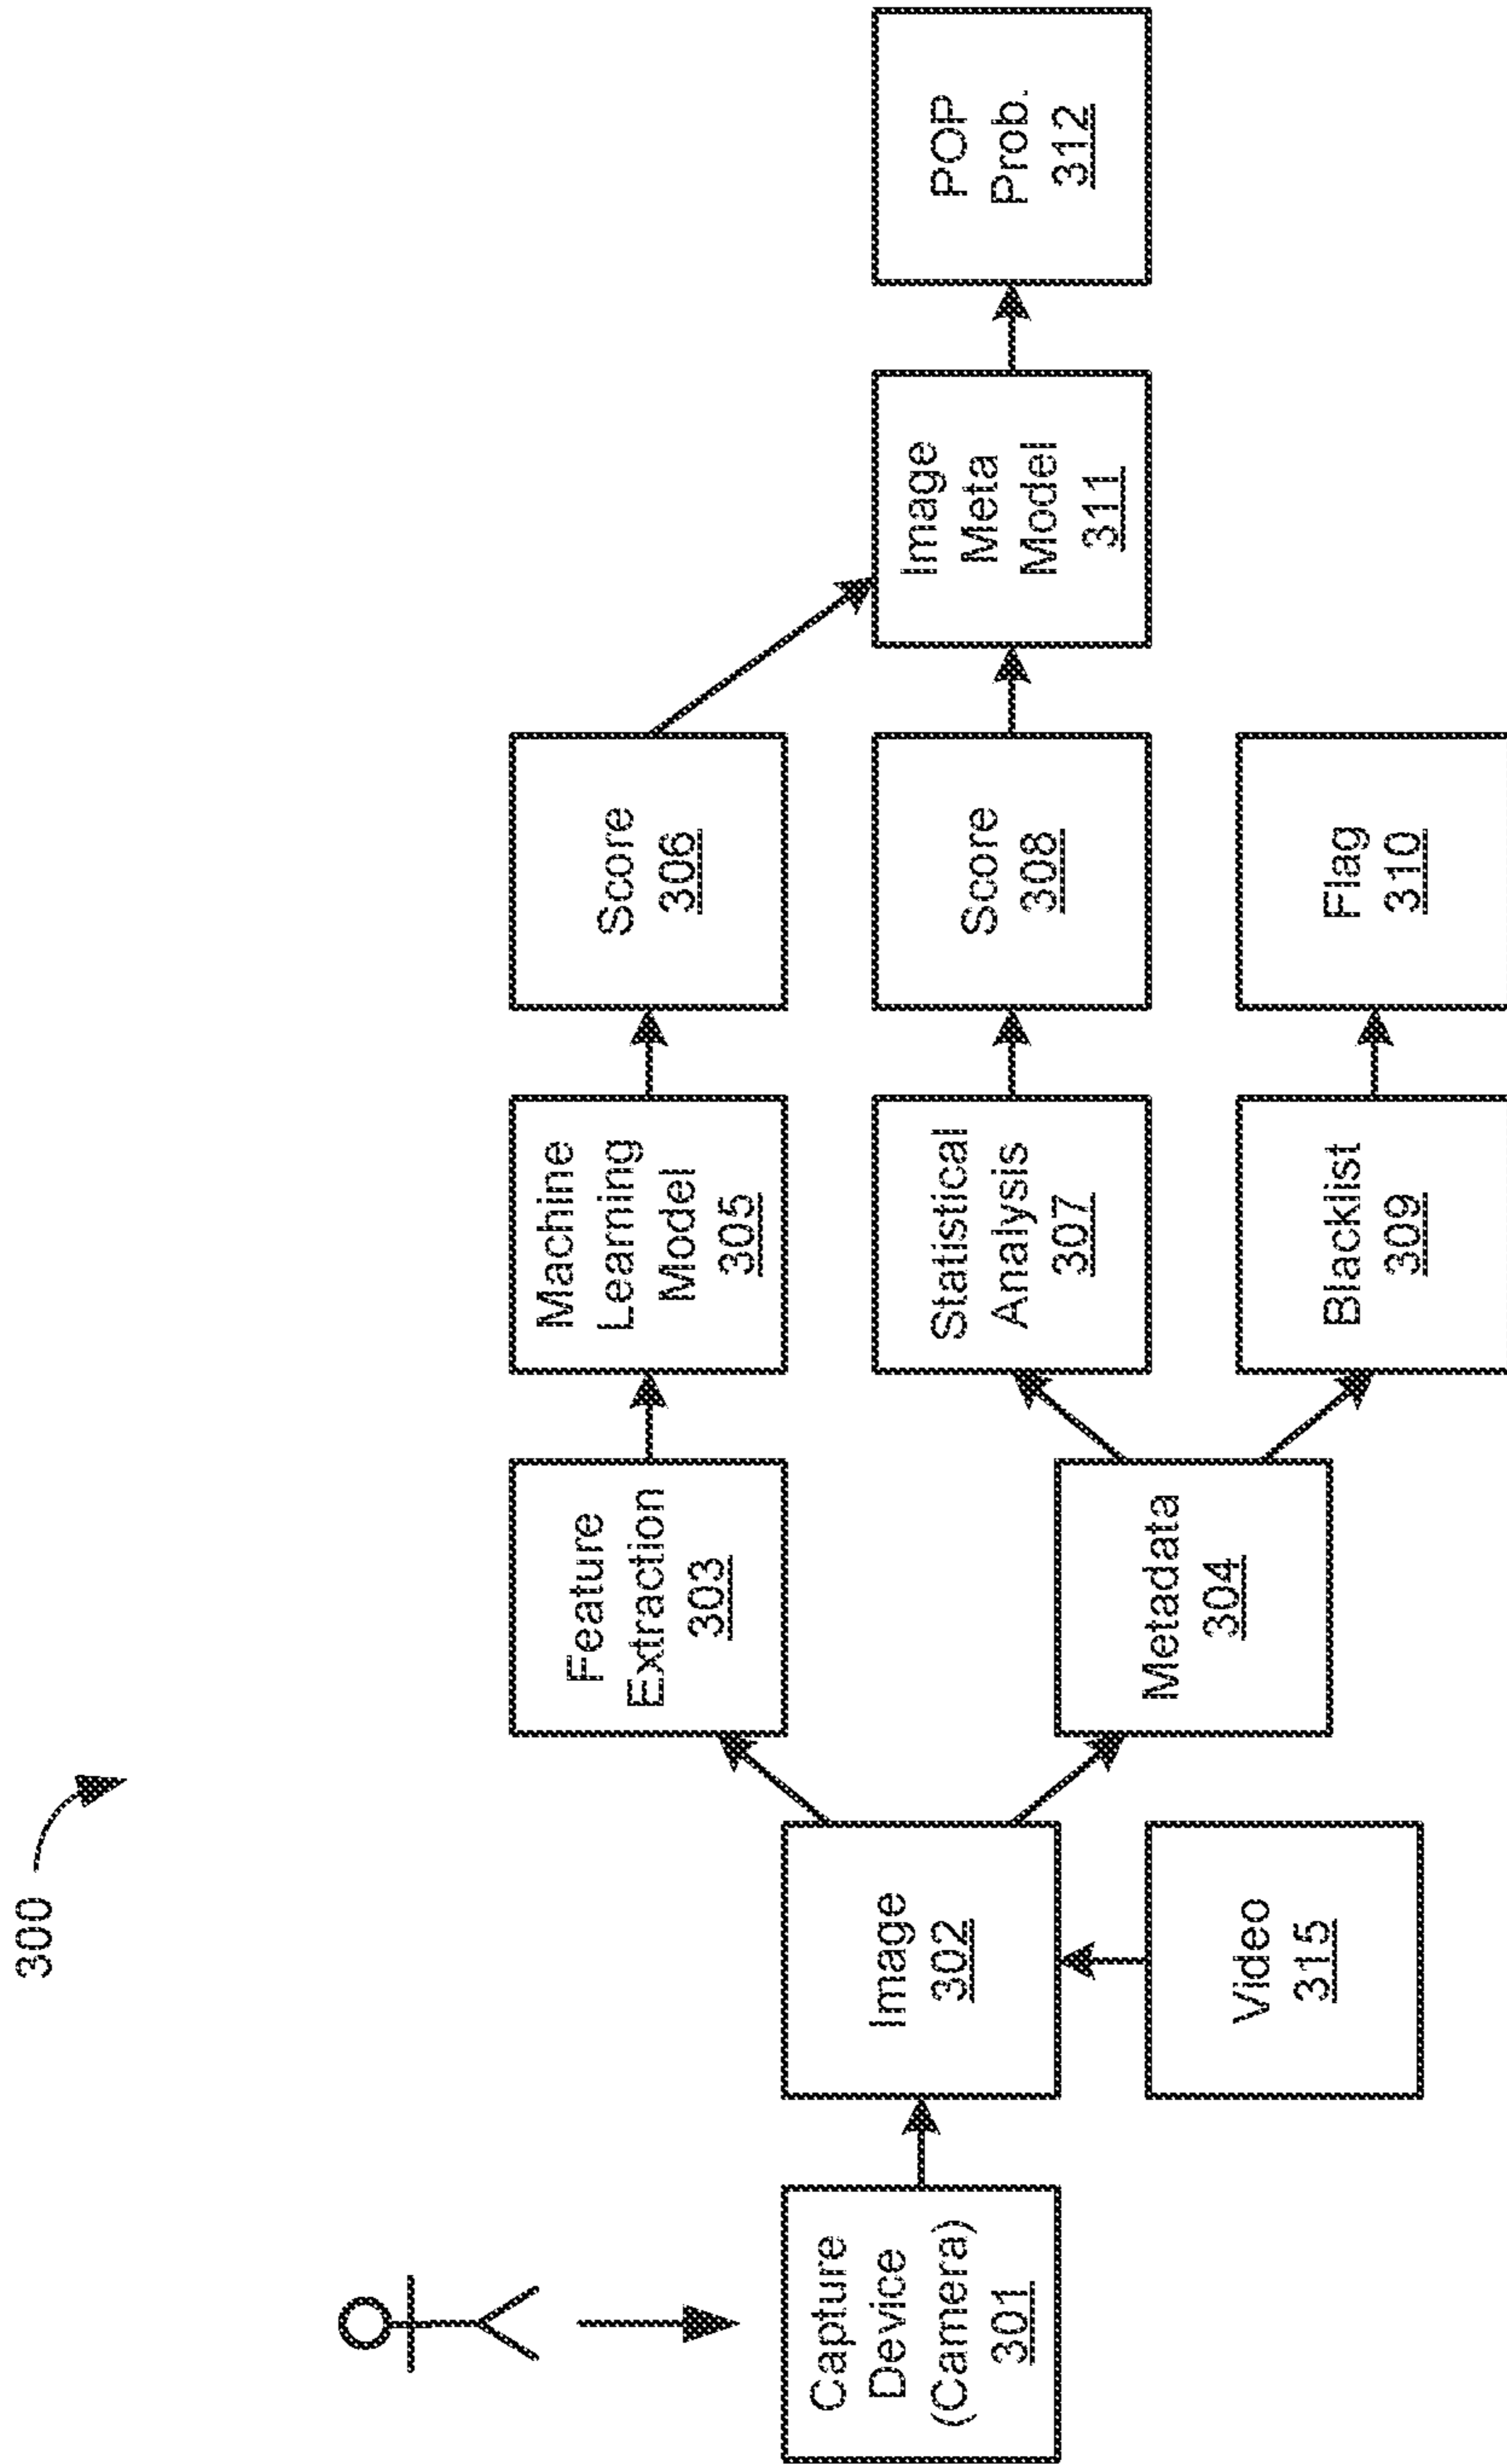 300
Capture
Device
(Camera)
301
Image
302
Video
315
Feature
Extraction
303
Metadata
304
Machine
Learning
Model
305
Statistical
Analysis
307
Blacklist
309
Score
306
Score
308
Flag
310
Image
Meta
Model
311
POP
Prob.
312